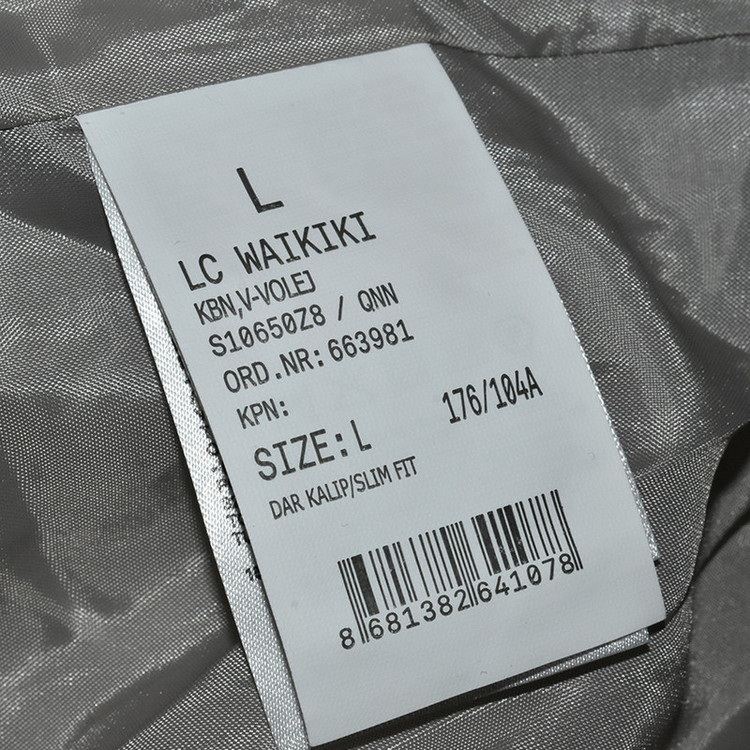 L
LC WAIKIKI
KBN,V-VOLEJ
S10650Z8 / QNN
ORD.NR: 663981
KPN:
176/104A
SIZE: L
DAR KALIP/SLIM FIT
8 681382 641078